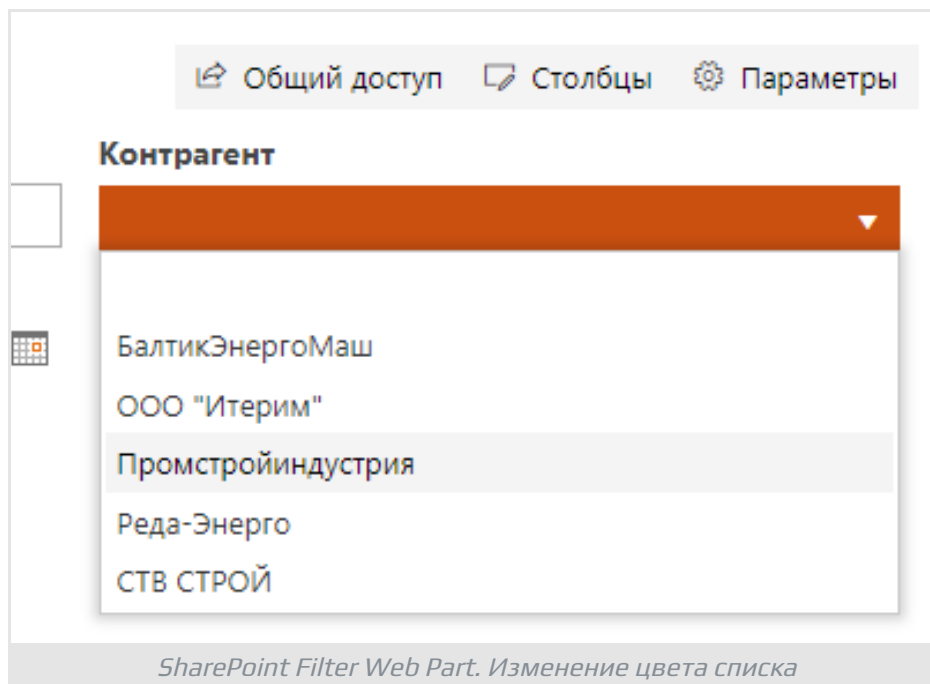 Общий доступ Столбцы Параметры
Контрагент
БалтикЭнергоМаш
ООО "Итерим"
Промстройиндустрия
Реда-Энерго
СТВ СТРОЙ
SharePoint Filter Web Part. Изменение цвета списка